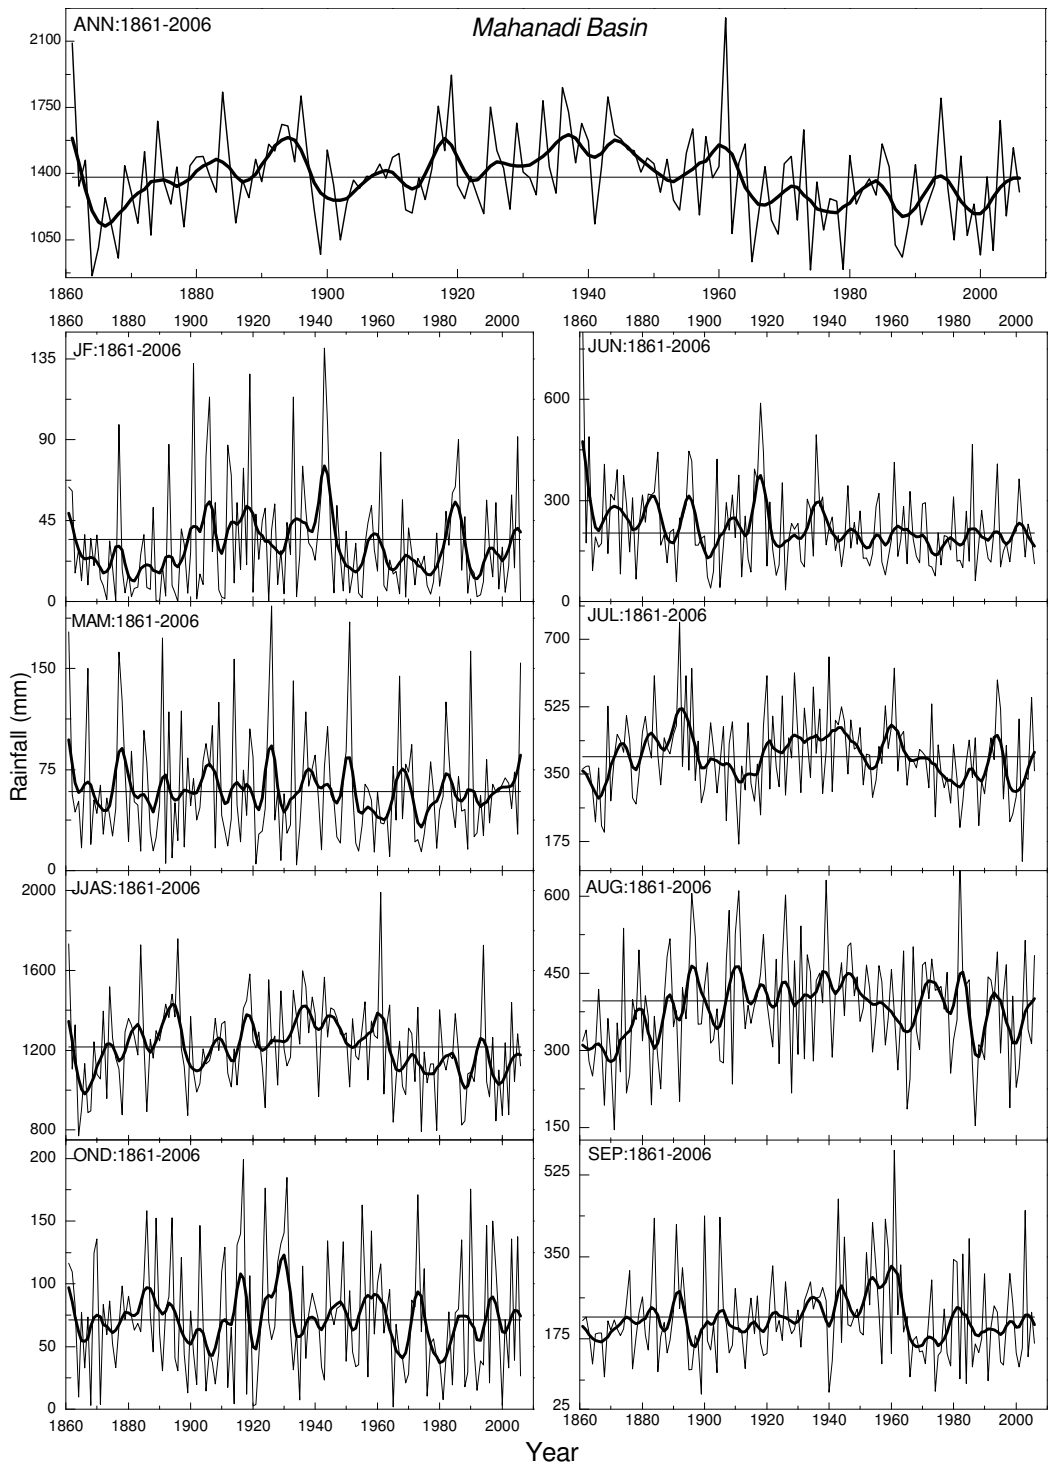 ANN:1861-2006
Mahanadi Basin
2100
1750
1400
1050
1860 1880 1900 1920 1940 1960 1980 2000
1860 1880 1900 1920 1940 1960 1980 2000
1860 1880 1900 1920 1940 1960 1980 2000
JF:1861-2006
135
90
45
0
JUN:1861-2006
600
300
0
MAM:1861-2006
150
75
0
JUL:1861-2006
700
525
350
175
Rainfall (mm)
JJAS:1861-2006
2000
1600
1200
800
AUG:1861-2006
600
450
300
150
OND:1861-2006
200
150
100
50
0
SEP:1861-2006
525
350
175
25
1860 1880 1900 1920 1940 1960 1980 2000
1860 1880 1900 1920 1940 1960 1980 2000
Year